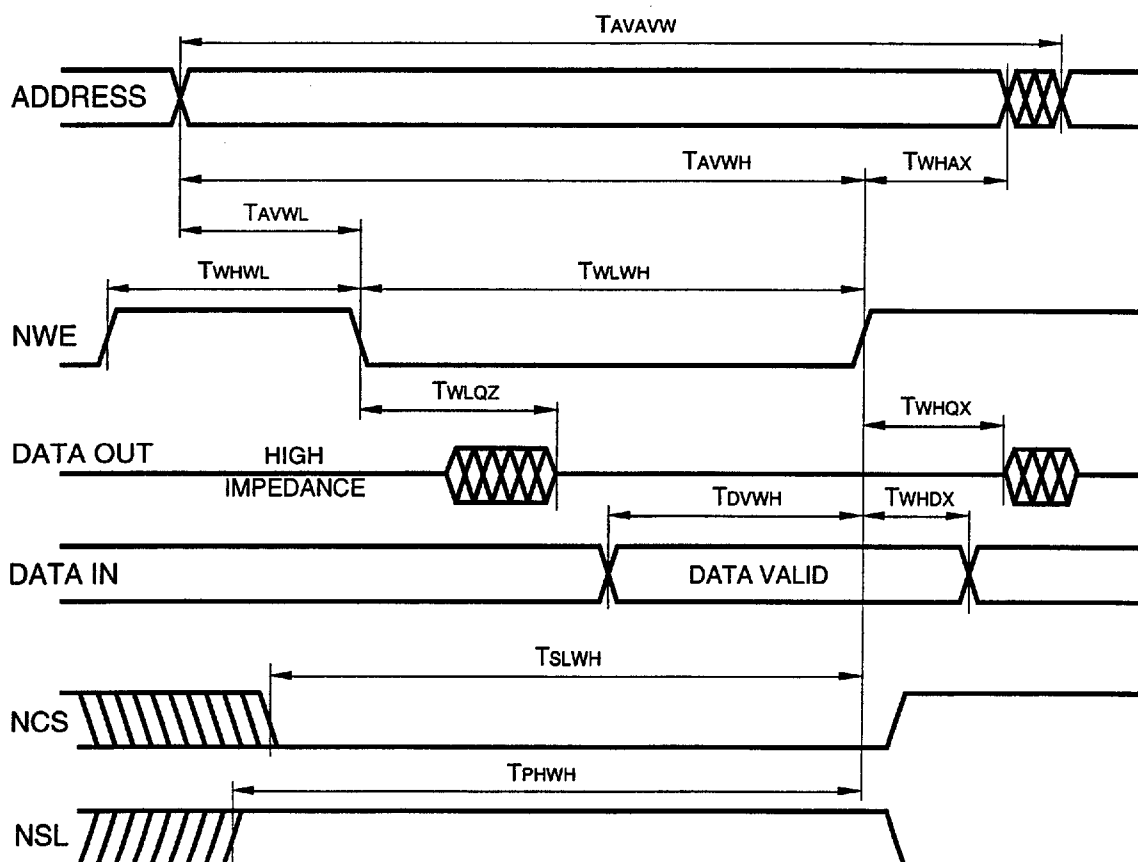 TAVAVW
ADDRESS
TAVWH
TWHAX
TAVWL
TWHWL
TWLWH
NWE
TWLQZ
TWHQX
DATA OUT
HIGH
IMPEDANCE
TDVWH
TWHDX
DATA IN
DATA VALID
TSLWH
NCS
TPHWH
NSL